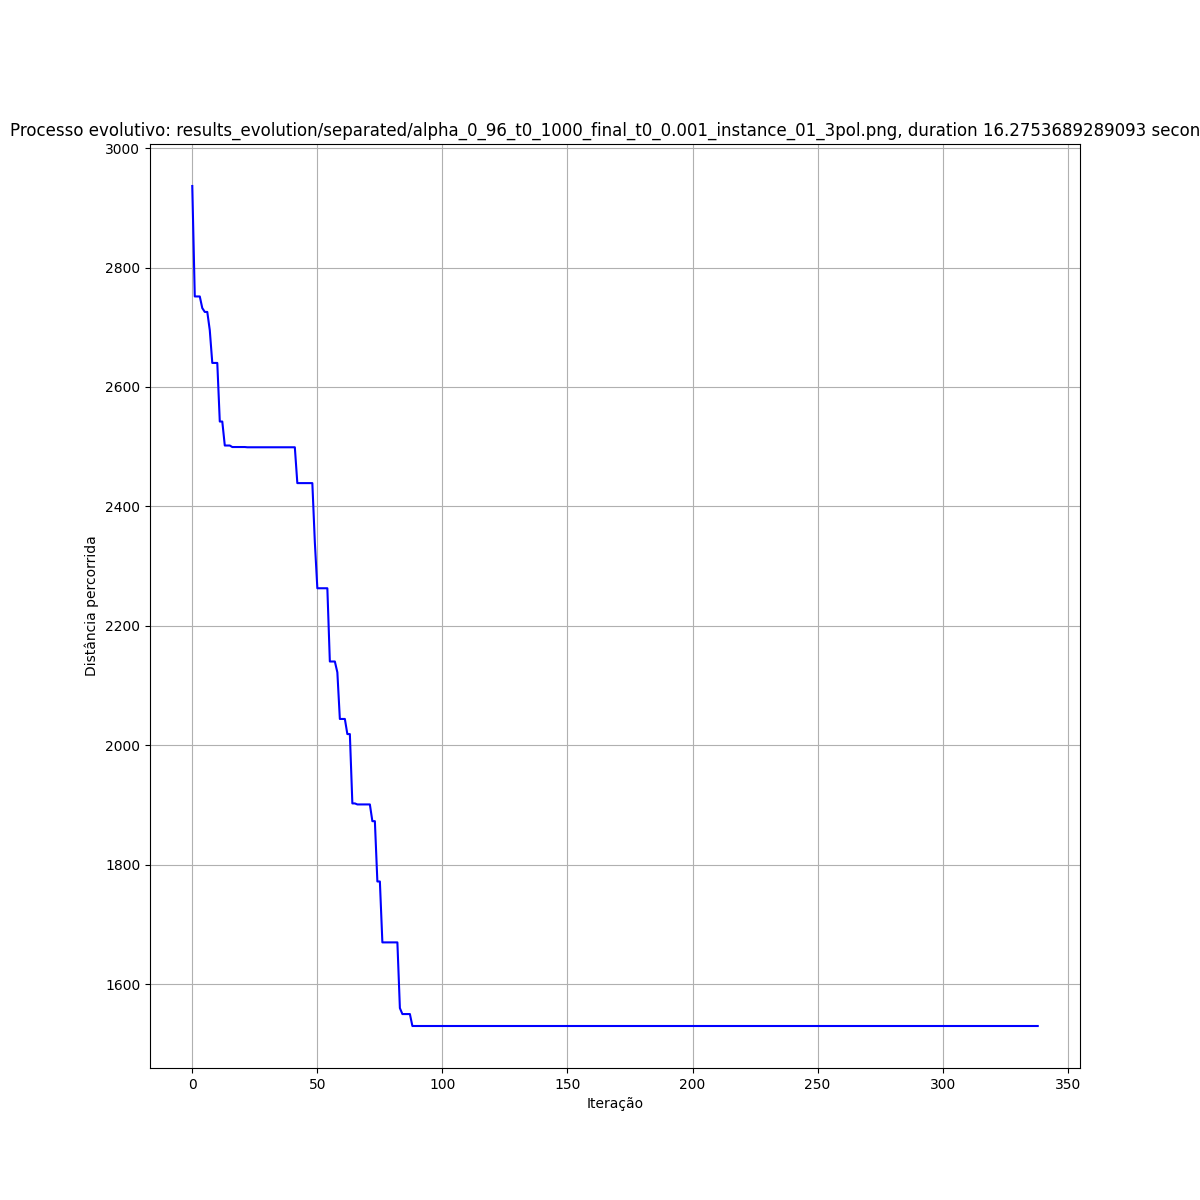 Processo evolutivo: results_evolution/separated/alpha_0_96_t0_1000_final_t0_0.001_instance_01_3pol.png, duration 16.2753689289093 secon
3000
2800
2600
2400
2200
2000
1800
1600
Distância percorrida
0 50 100 150 200 250 300 350
Iteração